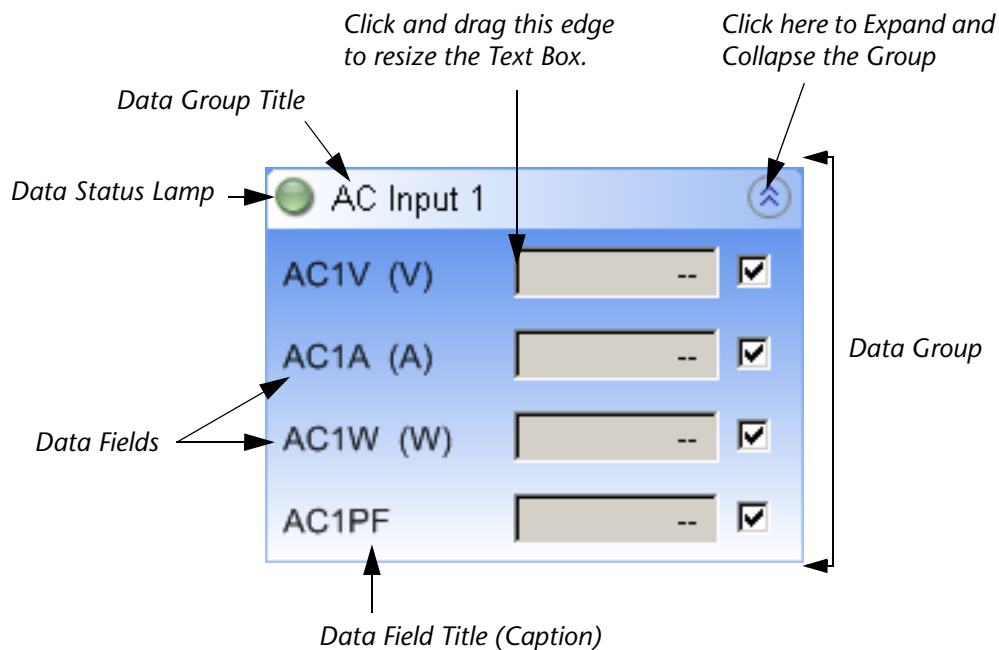 Click and drag this edge
to resize the Text Box.
Click here to Expand and
Collapse the Group
Data Group Title
Data Status Lamp
AC Input 1
AC1V (V)
--
AC1A (A)
--
Data Group
Data Fields
AC1W (W)
--
AC1PF
--
Data Field Title (Caption)